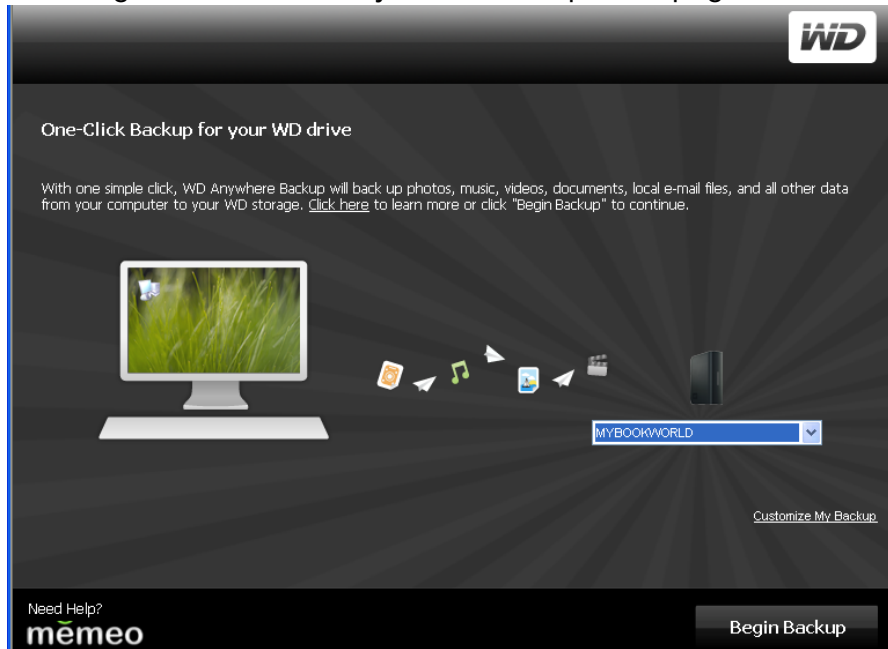 WD
One-Click Backup for your WD drive
With one simple click, WD Anywhere Backup will back up photos, music, videos, documents, local e-mail files, and all other data
from your computer to your WD storage. Click here to learn more or click "Begin Backup" to continue.
MYBOOKWORLD
Customize My Backup
Need Help?
mĕmeo
Begin Backup